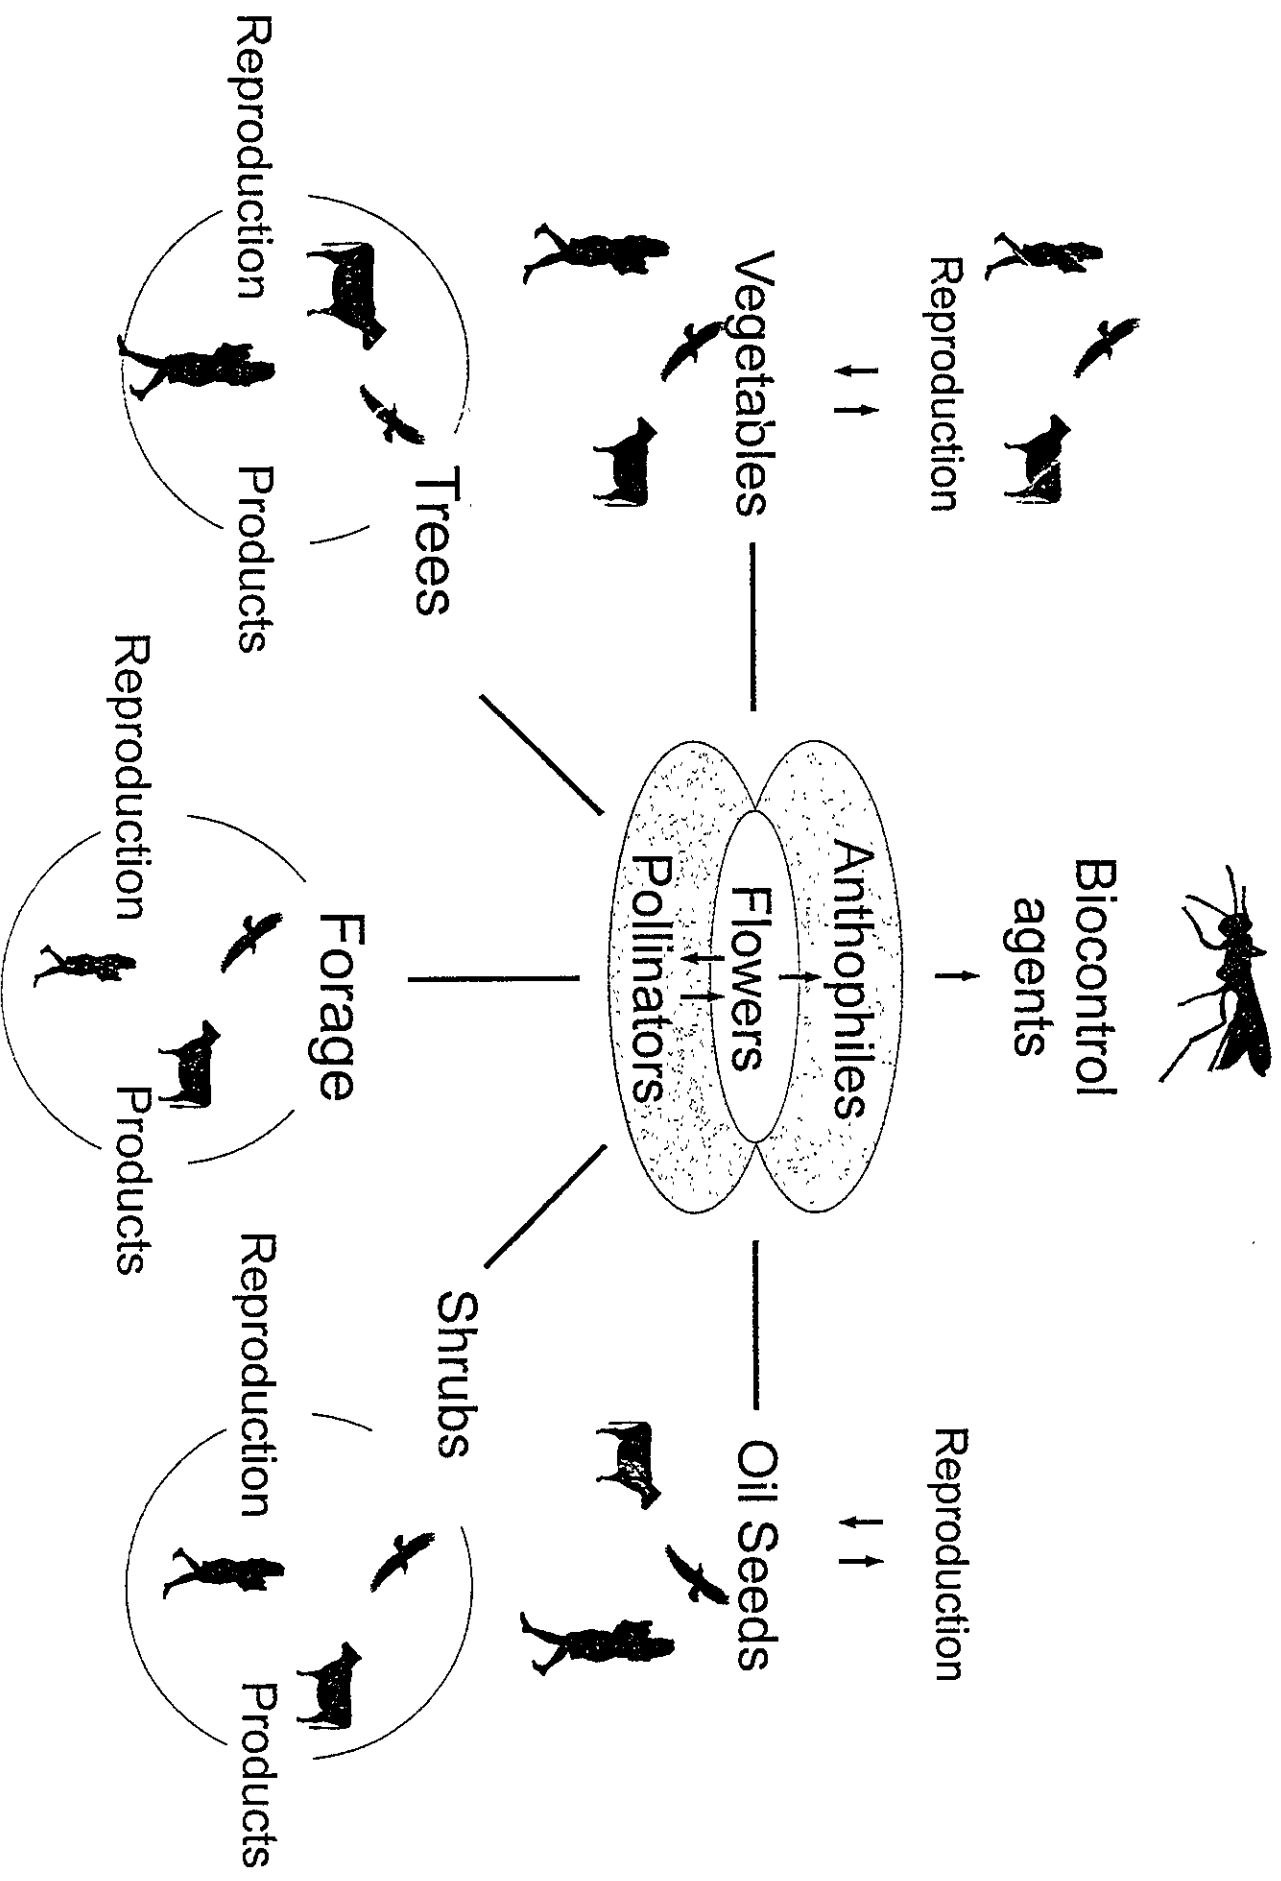 Biocontrol
agents
Reproduction
Reproduction
Anthophiles
Vegetables
Flowers
Oil Seeds
Pollinators
Trees
Shrubs
Forage
Reproduction
Products
Reproduction
Products
Reproduction
Products